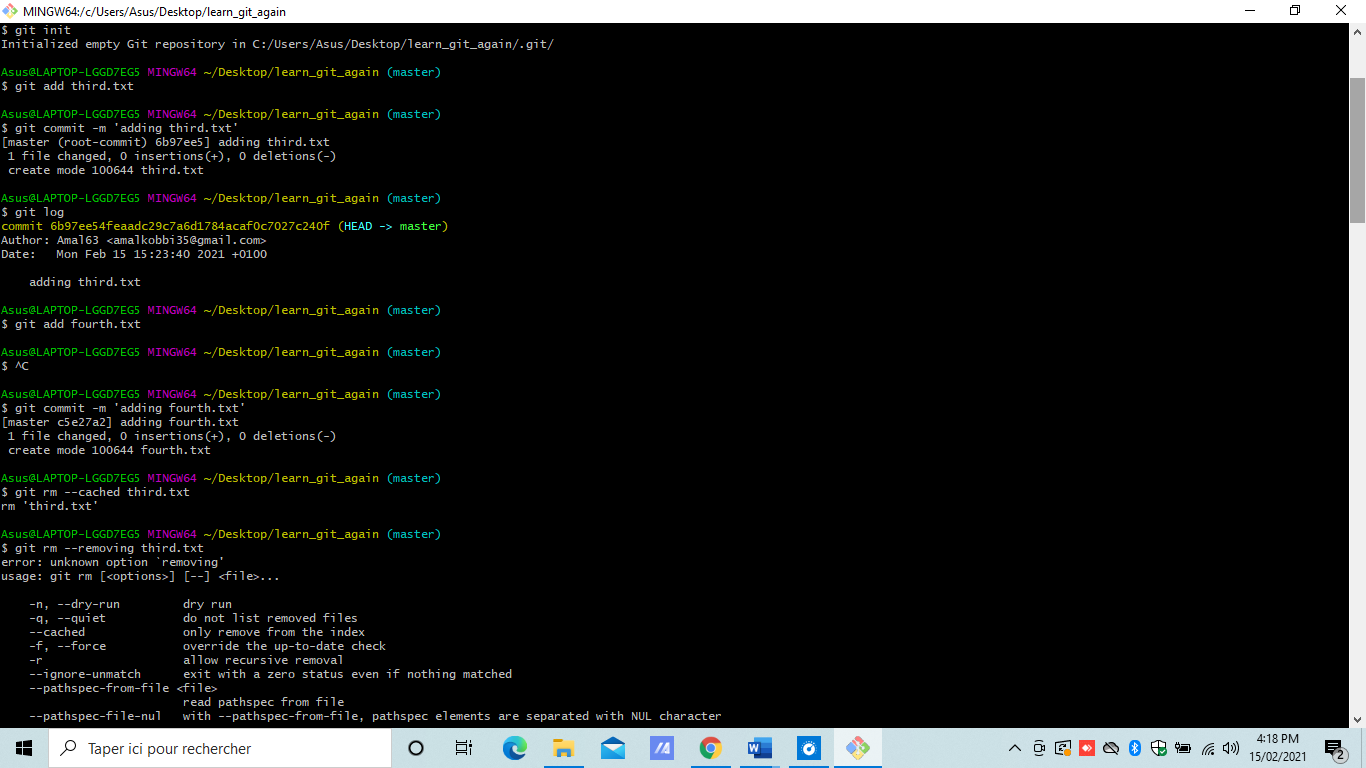 MINGW64:/c/Users/Asus/Desktop/learn_git_again
$ git init
Initialized empty Git repository in C:/Users/Asus/Desktop/learn_git_again/.git/
Asus@LAPTOP-LGGD7EG5 MINGW64 ~/Desktop/learn_git_again (master)
$ git add third.txt
Asus@LAPTOP-LGGD7EG5 MINGW64 ~/Desktop/learn_git_again (master)
$ git commit -m 'adding third.txt'
[master (root-commit) 6b97ee5] adding third.txt
 1 file changed, 0 insertions(+), 0 deletions(-)
 create mode 100644 third.txt
Asus@LAPTOP-LGGD7EG5 MINGW64 ~/Desktop/learn_git_again (master)
$ git log
commit 6b97ee54feaadc29c7a6d1784acaf0c7027c240f (HEAD -> master)
Author: Amal63 <amalkobbi35@gmail.com>
Date:   Mon Feb 15 15:23:40 2021 +0100
    adding third.txt
Asus@LAPTOP-LGGD7EG5 MINGW64 ~/Desktop/learn_git_again (master)
$ git add fourth.txt
Asus@LAPTOP-LGGD7EG5 MINGW64 ~/Desktop/learn_git_again (master)
$ ^C
Asus@LAPTOP-LGGD7EG5 MINGW64 ~/Desktop/learn_git_again (master)
$ git commit -m 'adding fourth.txt'
[master c5e27a2] adding fourth.txt
 1 file changed, 0 insertions(+), 0 deletions(-)
 create mode 100644 fourth.txt
Asus@LAPTOP-LGGD7EG5 MINGW64 ~/Desktop/learn_git_again (master)
$ git rm --cached third.txt
rm 'third.txt'
Asus@LAPTOP-LGGD7EG5 MINGW64 ~/Desktop/learn_git_again (master)
$ git rm --removing third.txt
error: unknown option `removing'
usage: git rm [<options>] [--] <file>...
    -n, --dry-run         dry run
    -q, --quiet           do not list removed files
    --cached              only remove from the index
    -f, --force           override the up-to-date check
    -r                    allow recursive removal
    --ignore-unmatch      exit with a zero status even if nothing matched
    --pathspec-from-file <file>
                          read pathspec from file
    --pathspec-file-nul   with --pathspec-from-file, pathspec elements are separated with NUL character
Taper ici pour rechercher
4:18 PM
15/02/2021
2